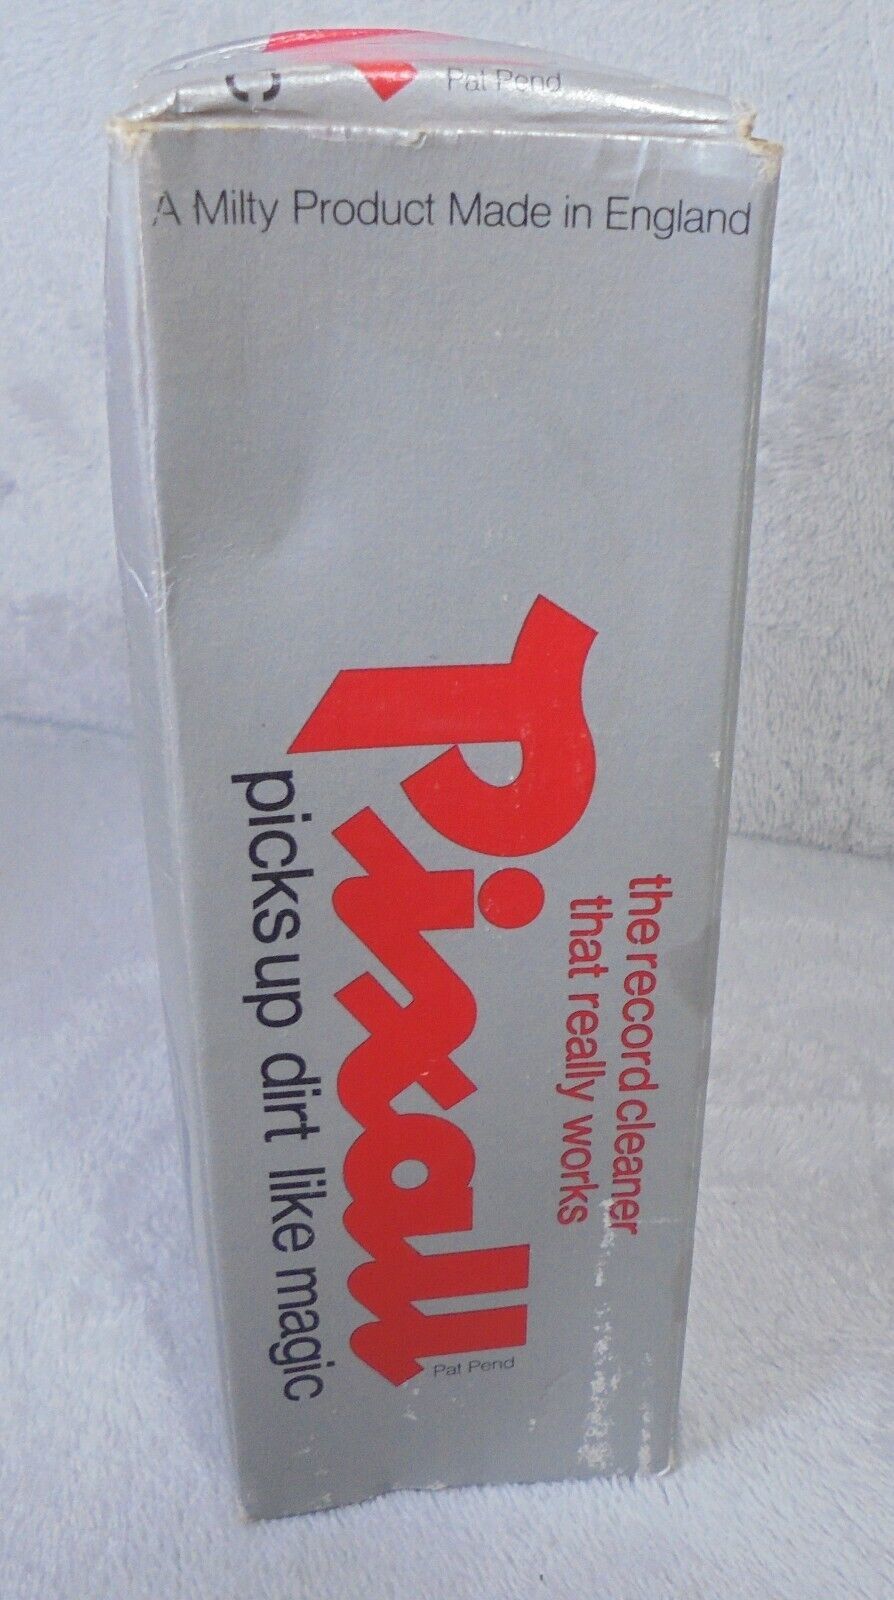 Pat Pend
A Milty Product Made in England
the record cleaner
that really works
Pixall
Pat Pend
picks up dirt like magic